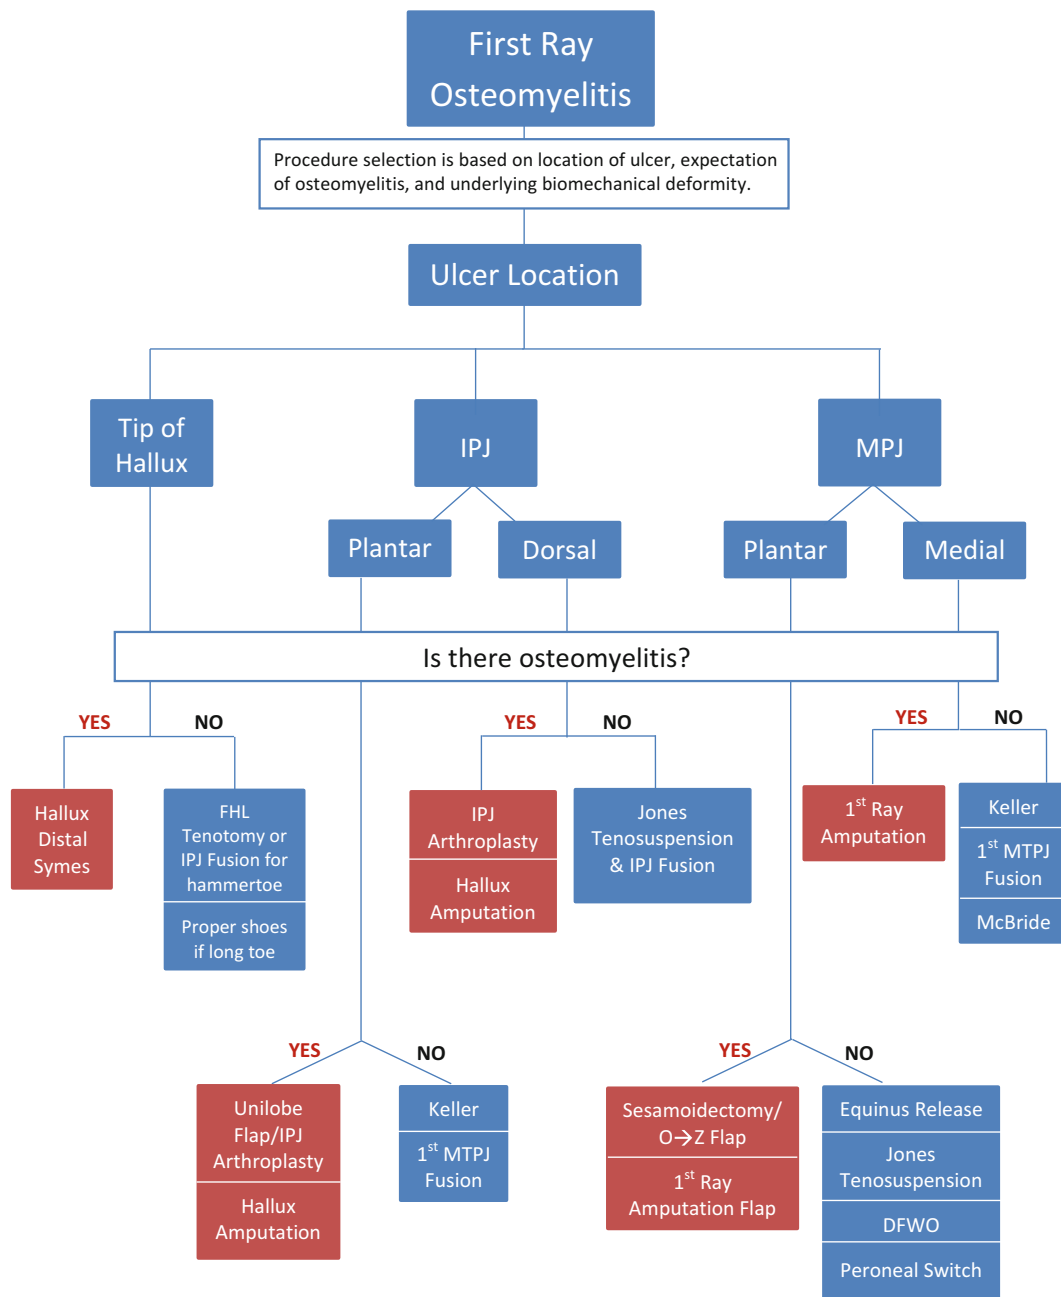 First Ray
Osteomyelitis
Procedure selection is based on location of ulcer, expectation
of osteomyelitis, and underlying biomechanical deformity.
Ulcer Location
Tip of
Hallux
IPJ
MPJ
Plantar
Dorsal
Plantar
Medial
Is there osteomyelitis?
YES
NO
YES
NO
YES
NO
Hallux
Distal
Symes
FHL
Tenotomy or
IPJ Fusion for
hammertoe
Proper shoes
if long toe
IPJ
Arthroplasty
Hallux
Amputation
Jones
Tenosuspension
& IPJ Fusion
1st Ray
Amputation
Keller
1st MTPJ
Fusion
McBride
YES
NO
YES
NO
Unilobe
Flap/IPJ
Arthroplasty
Hallux
Amputation
Keller
1st MTPJ
Fusion
Sesamoidectomy/
O→Z Flap
1st Ray
Amputation Flap
Equinus Release
Jones
Tenosuspension
DFWO
Peroneal Switch